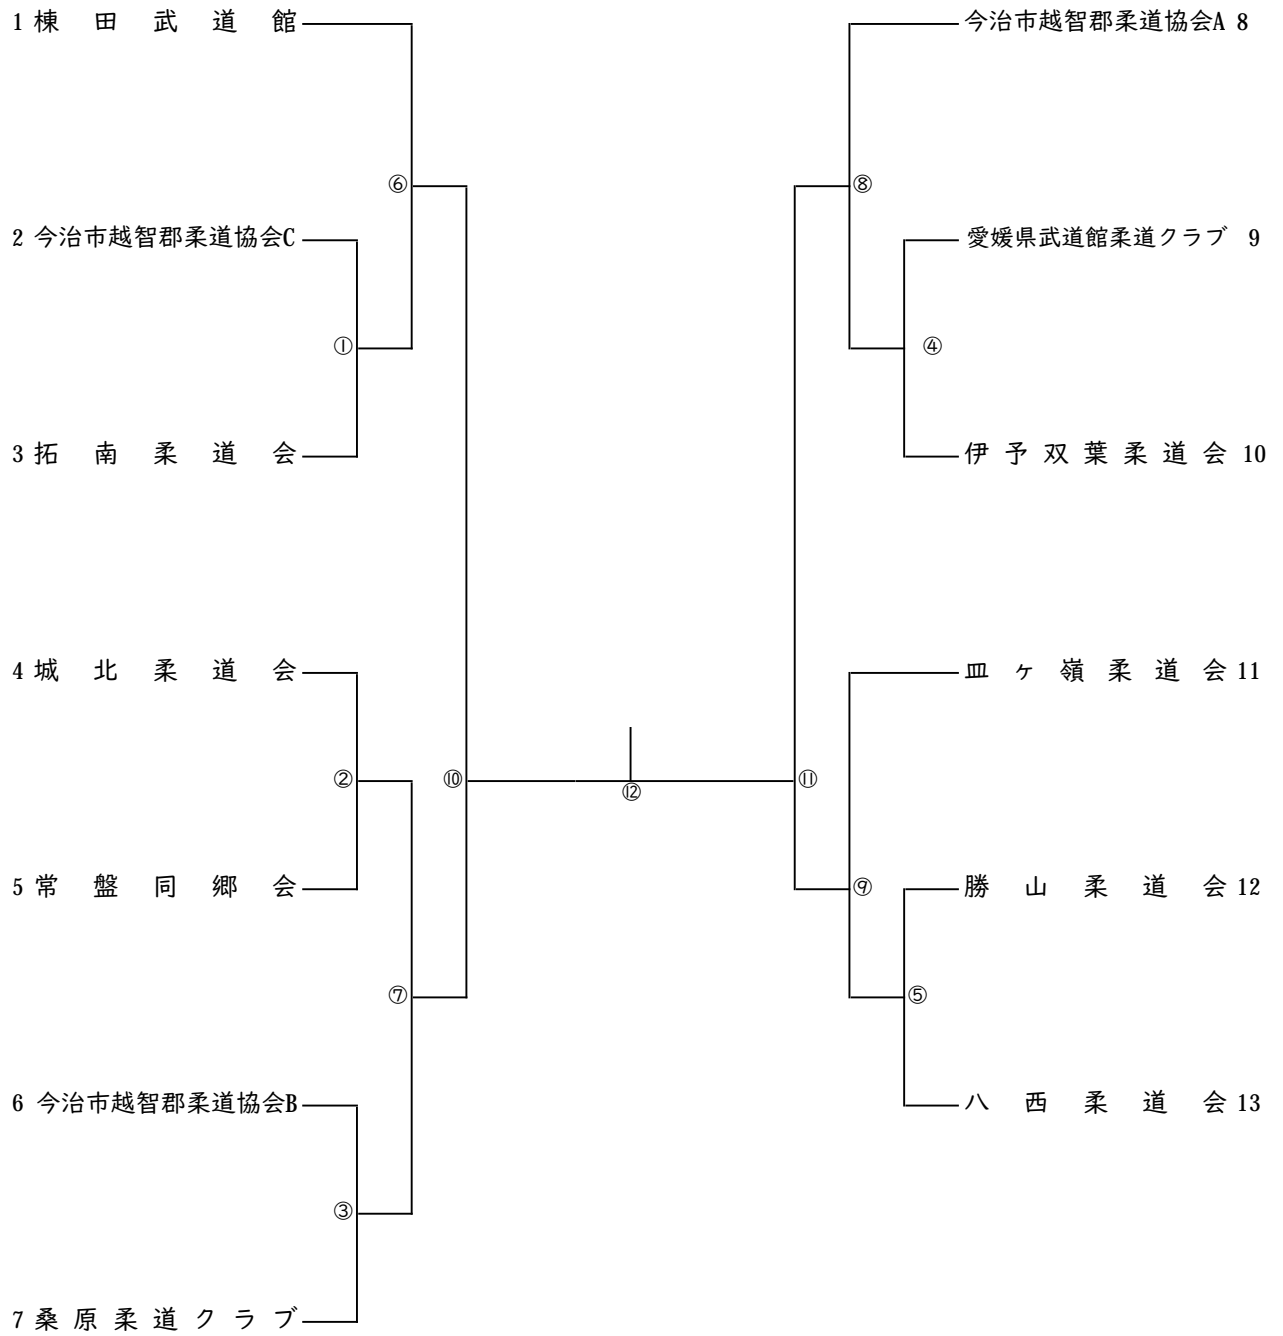 1 棟田武道館
2 今治市越智郡柔道協会C
3 拓南柔道会
4 城北柔道会
5 常盤同郷会
6 今治市越智郡柔道協会B
7 桑原柔道クラブ
①
②
③
⑥
⑦
⑩
⑫
⑪
⑧
⑨
④
⑤
今治市越智郡柔道協会A 8
愛媛県武道館柔道クラブ 9
伊予双葉柔道会 10
皿ヶ嶺柔道会 11
勝山柔道会 12
八西柔道会 13